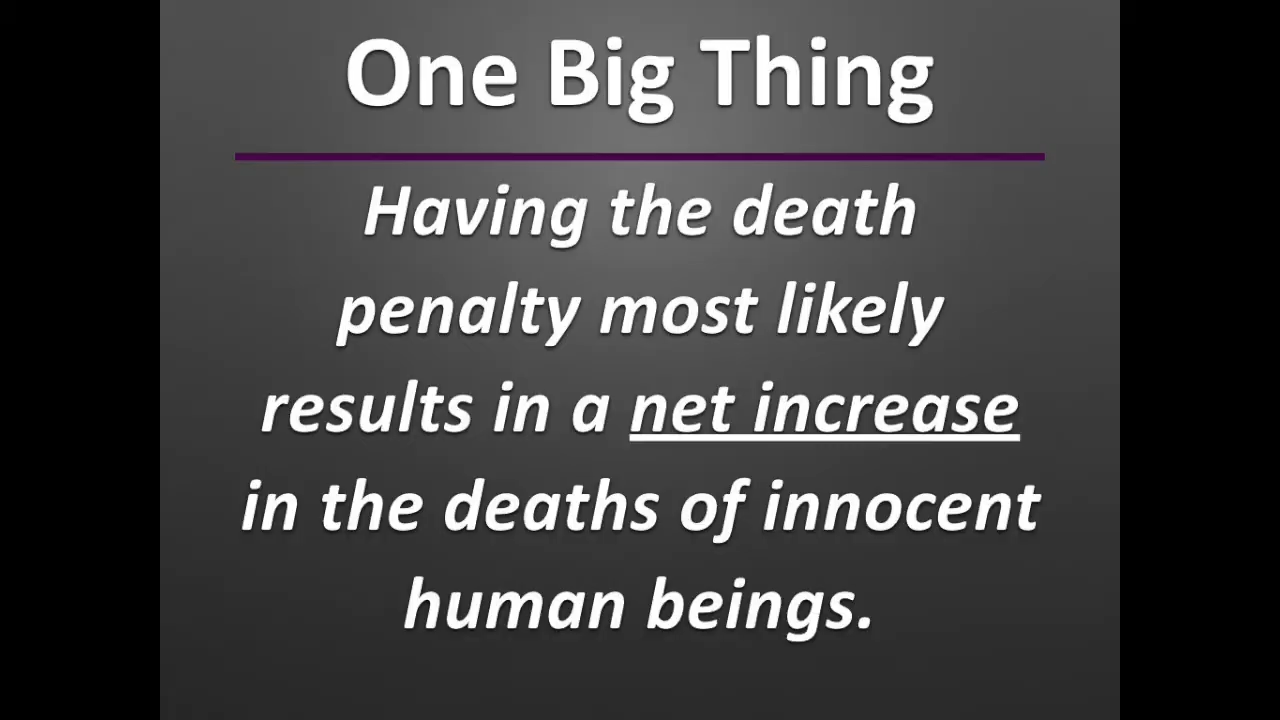 One Big Thing
Having the death
penalty most likely
results in a net increase
in the deaths of innocent
human beings.